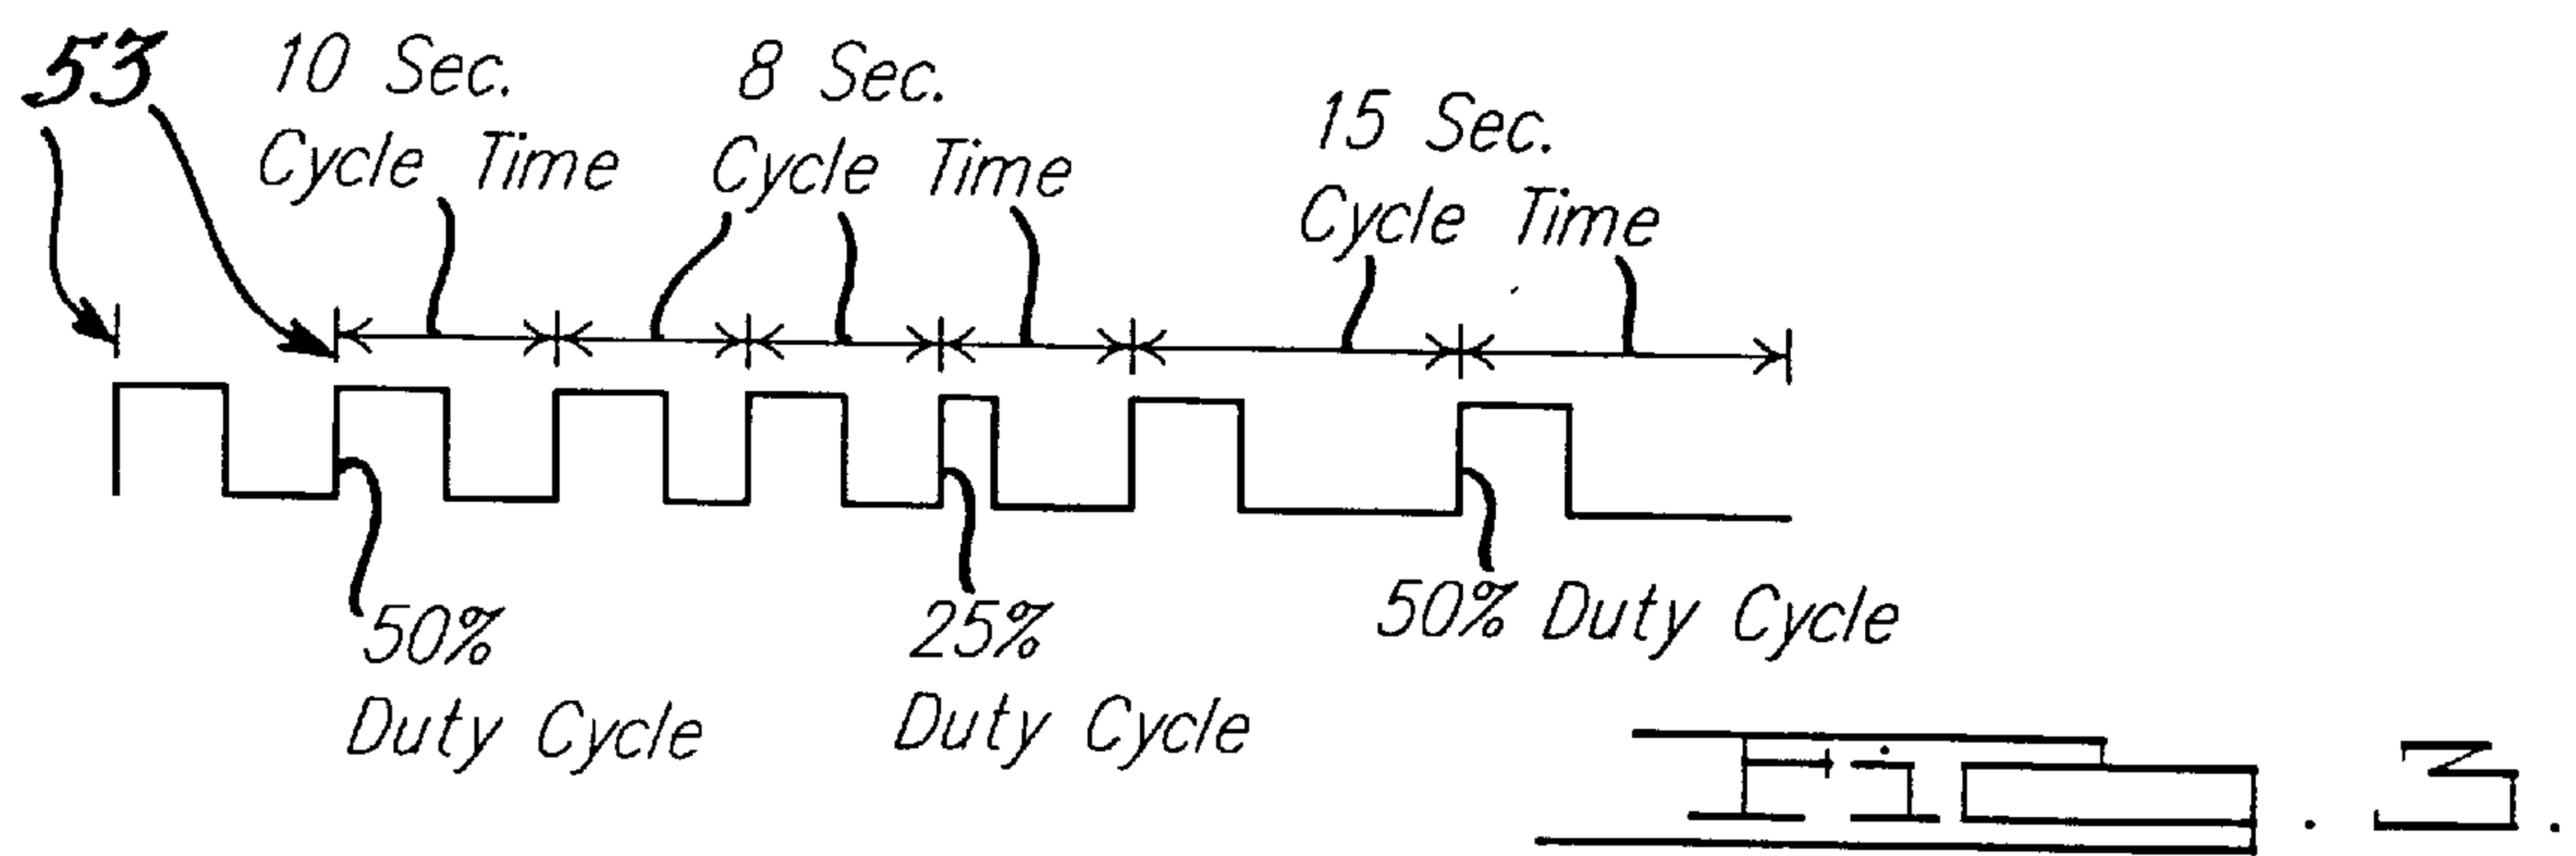 53
10 Sec.
Cycle Time
8 Sec.
Cycle Time
15 Sec.
Cycle Time
50%
Duty Cycle
25%
Duty Cycle
50% Duty Cycle
Fig. 3.